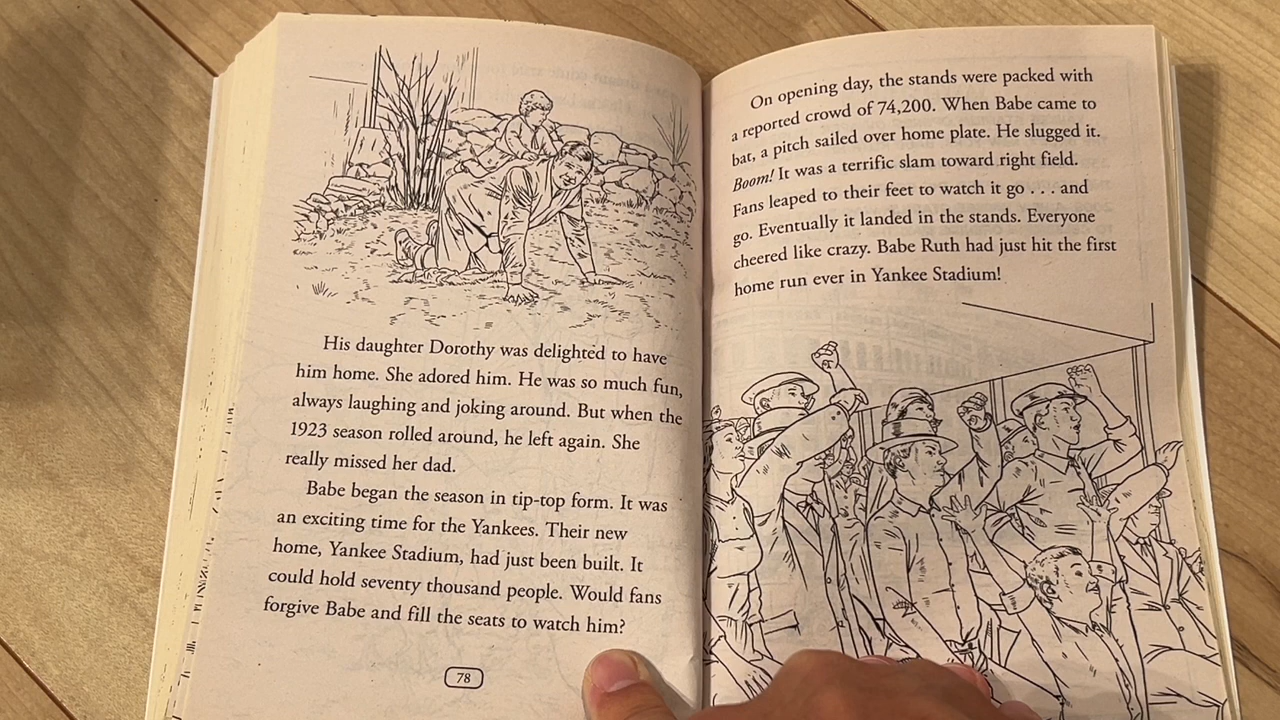 His daughter Dorothy was delighted to have
him home. She adored him. He was so much fun,
always laughing and joking around. But when the
1923 season rolled around, he left again. She
really missed her dad.
Babe began the season in tip-top form. It was
an exciting time for the Yankees. Their new
home, Yankee Stadium, had just been built. It
could hold seventy thousand people. Would fans
forgive Babe and fill the seats to watch him?
78
On opening day, the stands were packed with
a reported crowd of 74,200. When Babe came to
bat, a pitch sailed over home plate. He slugged it.
Boom! It was a terrific slam toward right field.
Fans leaped to their feet to watch it go . . . and
go. Eventually it landed in the stands. Everyone
cheered like crazy. Babe Ruth had just hit the first
home run ever in Yankee Stadium!